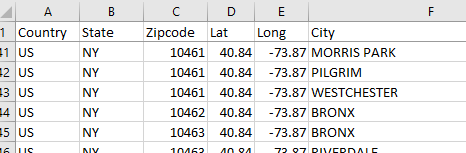 A B C D E F
1 Country State Zipcode Lat Long City
41 US NY 10461 40.84 -73.87 MORRIS PARK
42 US NY 10461 40.84 -73.87 PILGRIM
43 US NY 10461 40.84 -73.87 WESTCHESTER
44 US NY 10462 40.84 -73.87 BRONX
45 US NY 10463 40.84 -73.87 BRONX
46 US NY 10463 40.84 -73.87 RIVERDALE